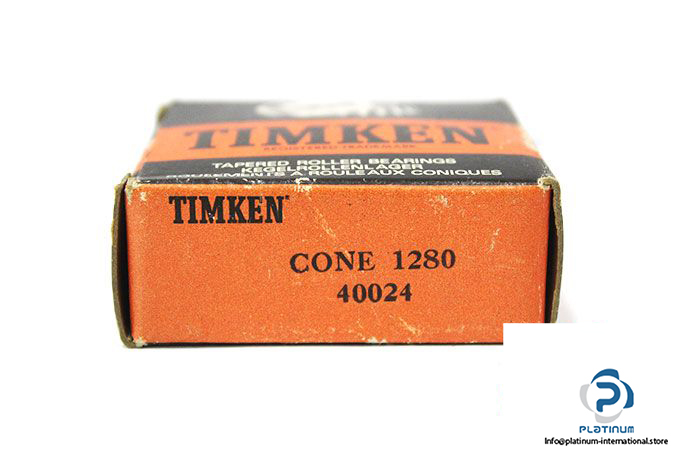 TIMKEN
REGISTERED TRADEMARK
TAPERED ROLLER BEARINGS
KEGELROLLENLAGER
ROULEMENTS A ROULEAUX CONIQUES
TIMKEN
CONE 1280
40024
PLATINUM
Info@platinum-international.store